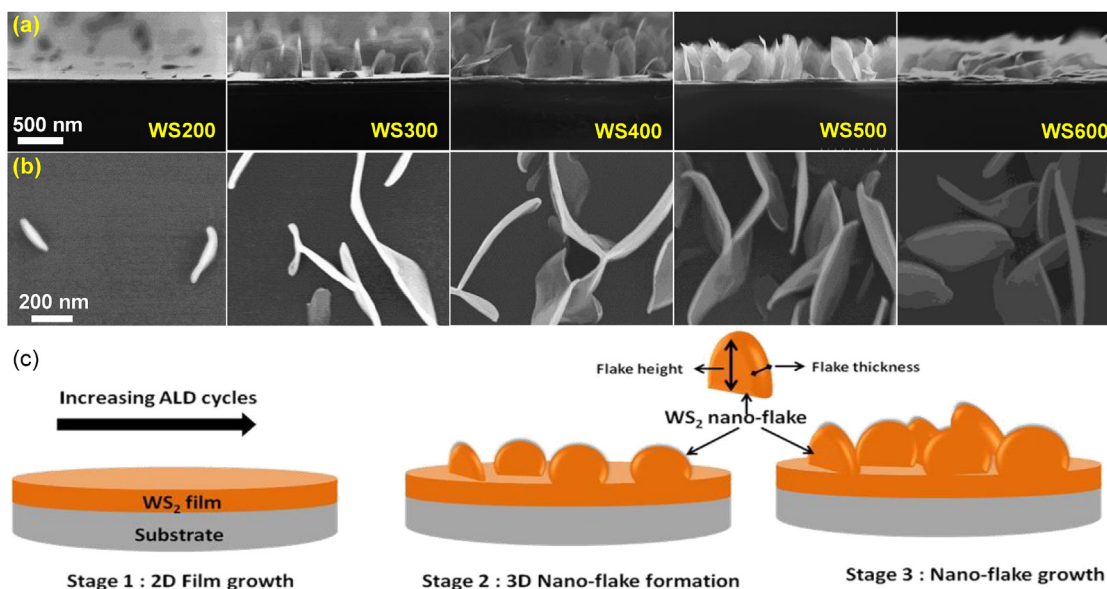 (a)
500 nm
WS200
WS300
WS400
WS500
WS600
(b)
200 nm
(c)
Increasing ALD cycles
Flake height
Flake thickness
WS₂ nano-flake
WS₂ film
Substrate
Stage 1 : 2D Film growth
Stage 2 : 3D Nano-flake formation
Stage 3 : Nano-flake growth